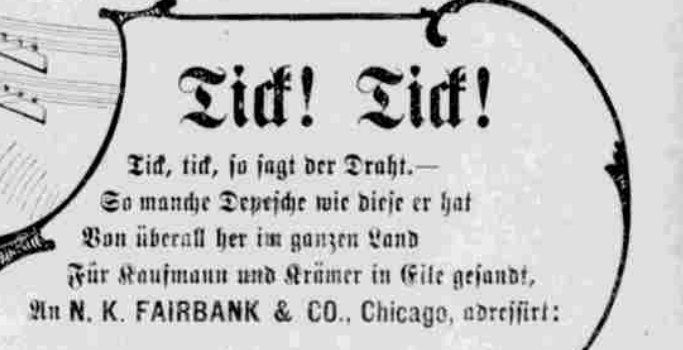 Tick! Tick!
Tick, tick, so sagt der Draht.—
So manche Depesche wie diese er hat
Von überall her im ganzen Land
Für Kaufmann und Krämer in Eile gesandt,
An N. K. FAIRBANK & CO., Chicago, adressirt: